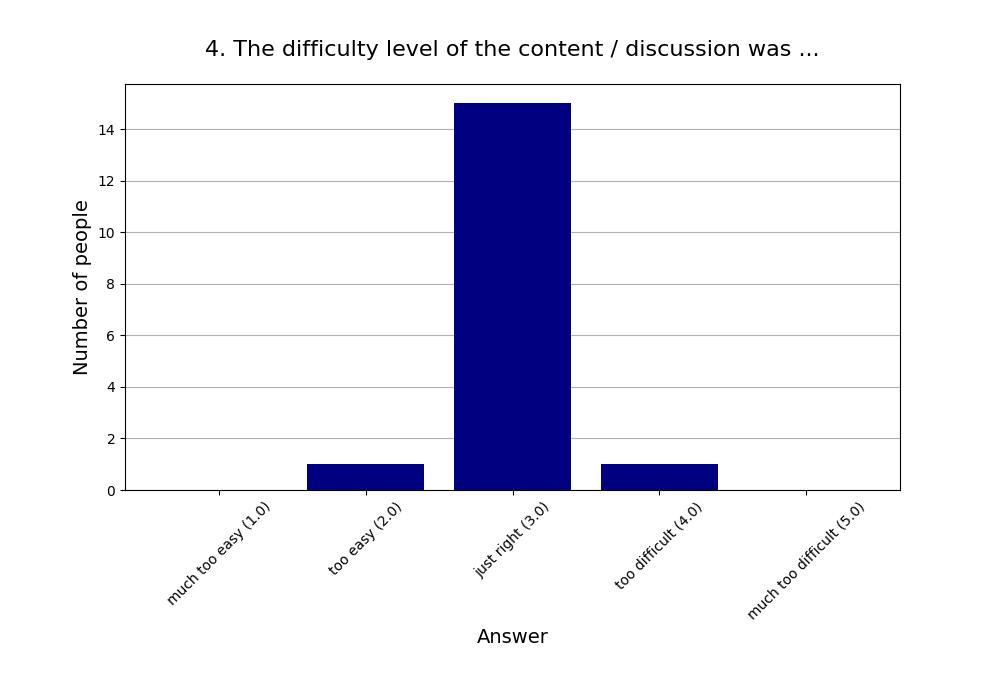 4. The difficulty level of the content / discussion was ...
14
12
10
8
6
4
2
0
Number of people
much too easy (1.0)
too easy (2.0)
just right (3.0)
too difficult (4.0)
much too difficult (5.0)
Answer